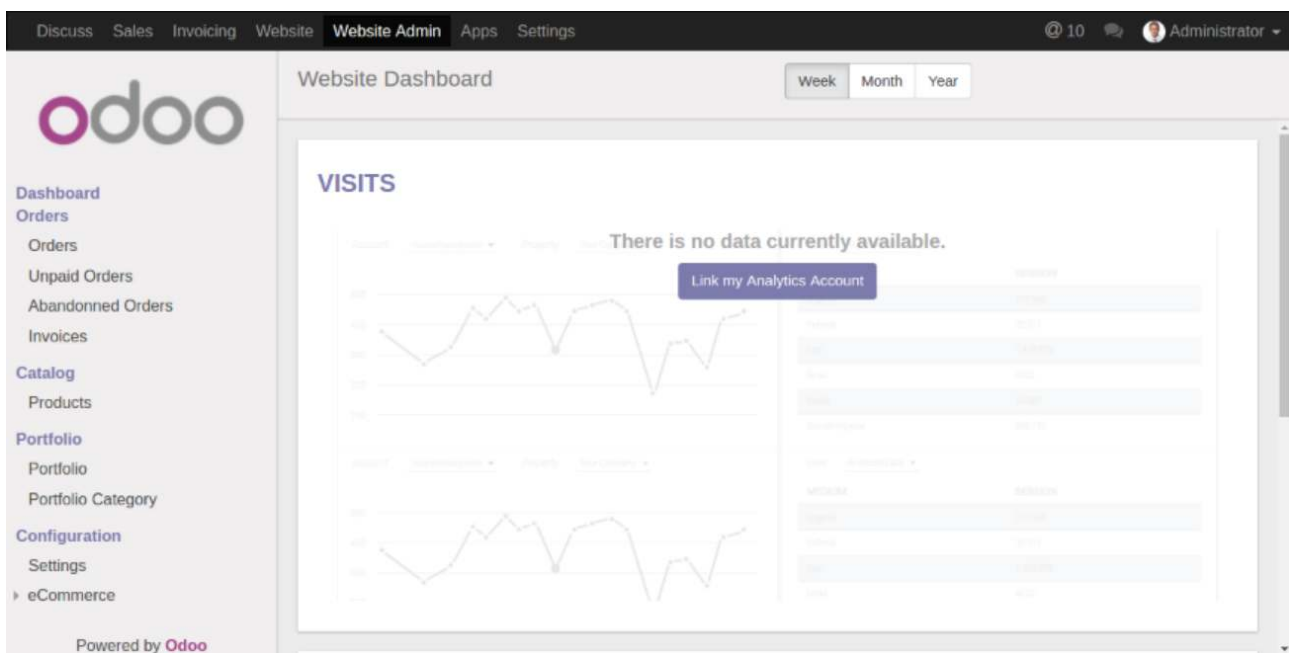 Discuss Sales Invoicing Website Website Admin Apps Settings @ 10 Administrator
odoo
Website Dashboard
Week Month Year
Dashboard
Orders
Orders
Unpaid Orders
Abandonned Orders
Invoices
Catalog
Products
Portfolio
Portfolio
Portfolio Category
Configuration
Settings
eCommerce
Powered by Odoo
VISITS
There is no data currently available.
Link my Analytics Account